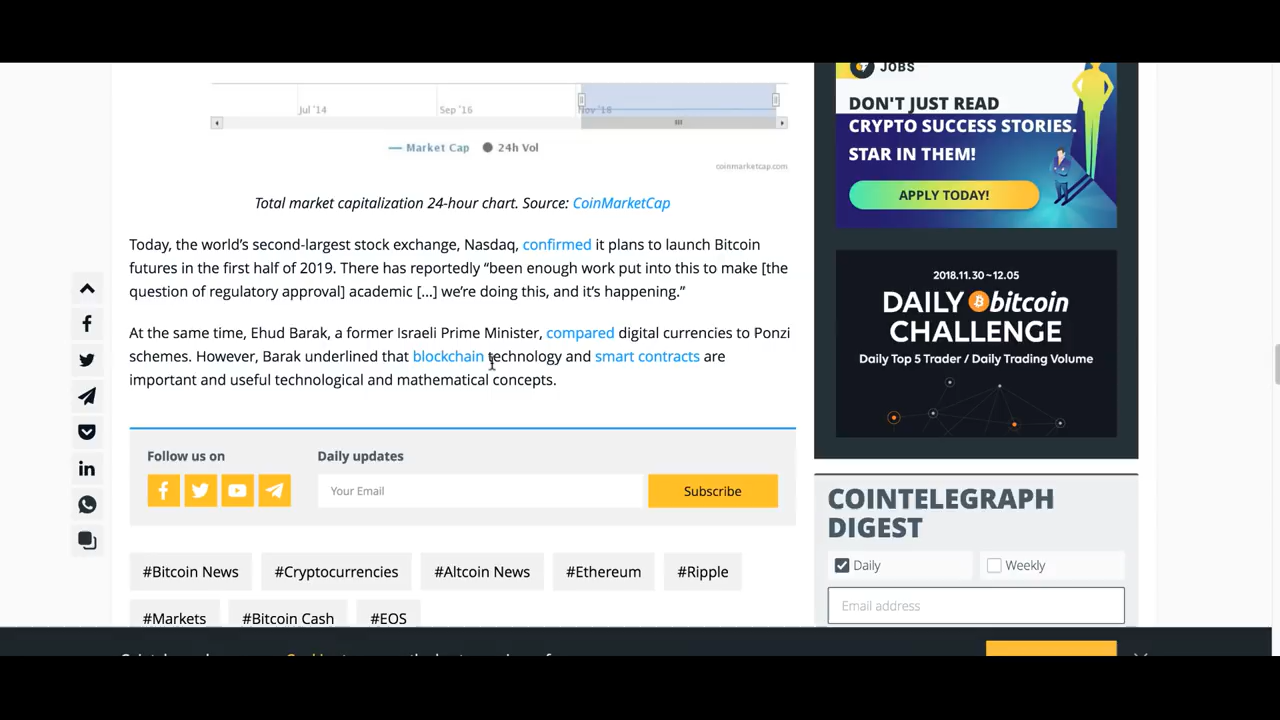 Jul '14
Sep '16
Nov '18
Market Cap
24h Vol
coinmarketcap.com
Total market capitalization 24-hour chart. Source: CoinMarketCap
Today, the world's second-largest stock exchange, Nasdaq, confirmed it plans to launch Bitcoin
futures in the first half of 2019. There has reportedly “been enough work put into this to make [the
question of regulatory approval] academic [...] we're doing this, and it's happening.”
At the same time, Ehud Barak, a former Israeli Prime Minister, compared digital currencies to Ponzi
schemes. However, Barak underlined that blockchain technology and smart contracts are
important and useful technological and mathematical concepts.
Follow us on
Daily updates
Your Email
Subscribe
#Bitcoin News
#Cryptocurrencies
#Altcoin News
#Ethereum
#Ripple
#Markets
#Bitcoin Cash
#EOS
JOBS
DON'T JUST READ
CRYPTO SUCCESS STORIES.
STAR IN THEM!
APPLY TODAY!
2018.11.30~12.05
DAILY bitcoin
CHALLENGE
Daily Top 5 Trader / Daily Trading Volume
COINTELEGRAPH
DIGEST
Daily
Weekly
Email address